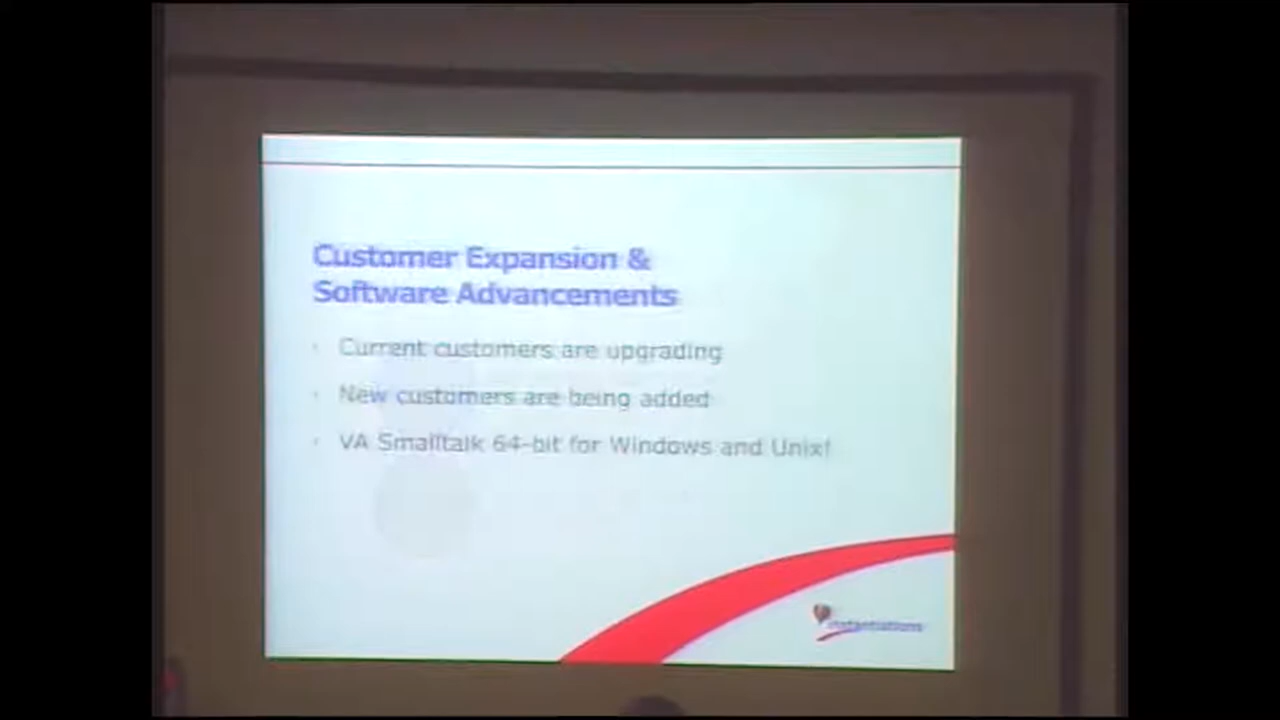 Customer Expansion &
Software Advancements
Current customers are upgrading
New customers are being added
VA Smalltalk 64-bit for Windows and Unix!
instantiations